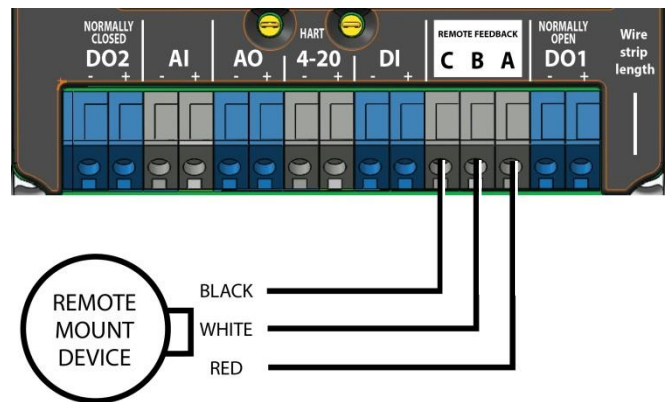 NORMALLY CLOSED DO2
- +
AI
- +
AO
- +
HART 4-20
- +
DI
- +
REMOTE FEEDBACK
C B A
NORMALLY OPEN DO1
- +
Wire
strip
length
BLACK
REMOTE
MOUNT
DEVICE
WHITE
RED